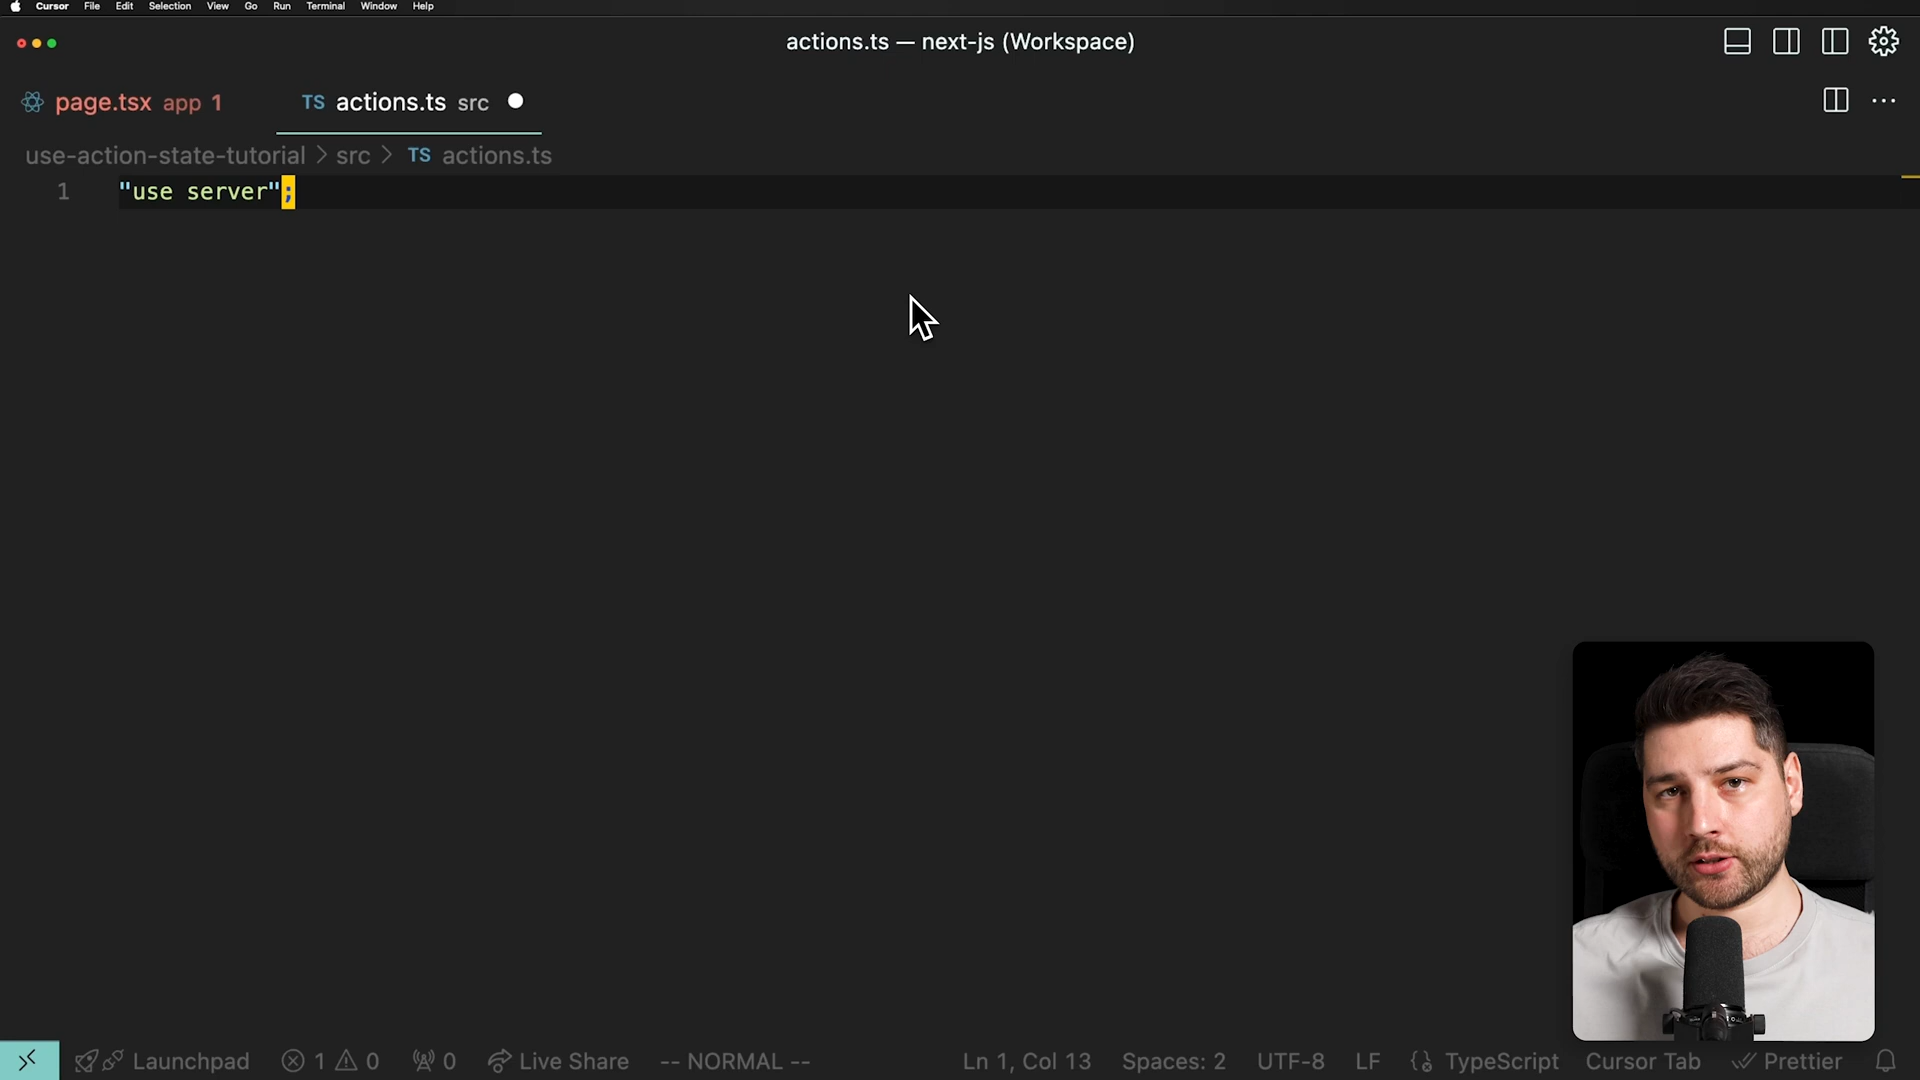 Cursor File Edit Selection View Go Run Terminal Window Help
actions.ts — next-js (Workspace)
page.tsx app 1 TS actions.ts src
use-action-state-tutorial > src > TS actions.ts
1 "use server";
Launchpad 1 0 0 Live Share -- NORMAL -- Ln 1, Col 13 Spaces: 2 UTF-8 LF {} TypeScript Cursor Tab Prettier